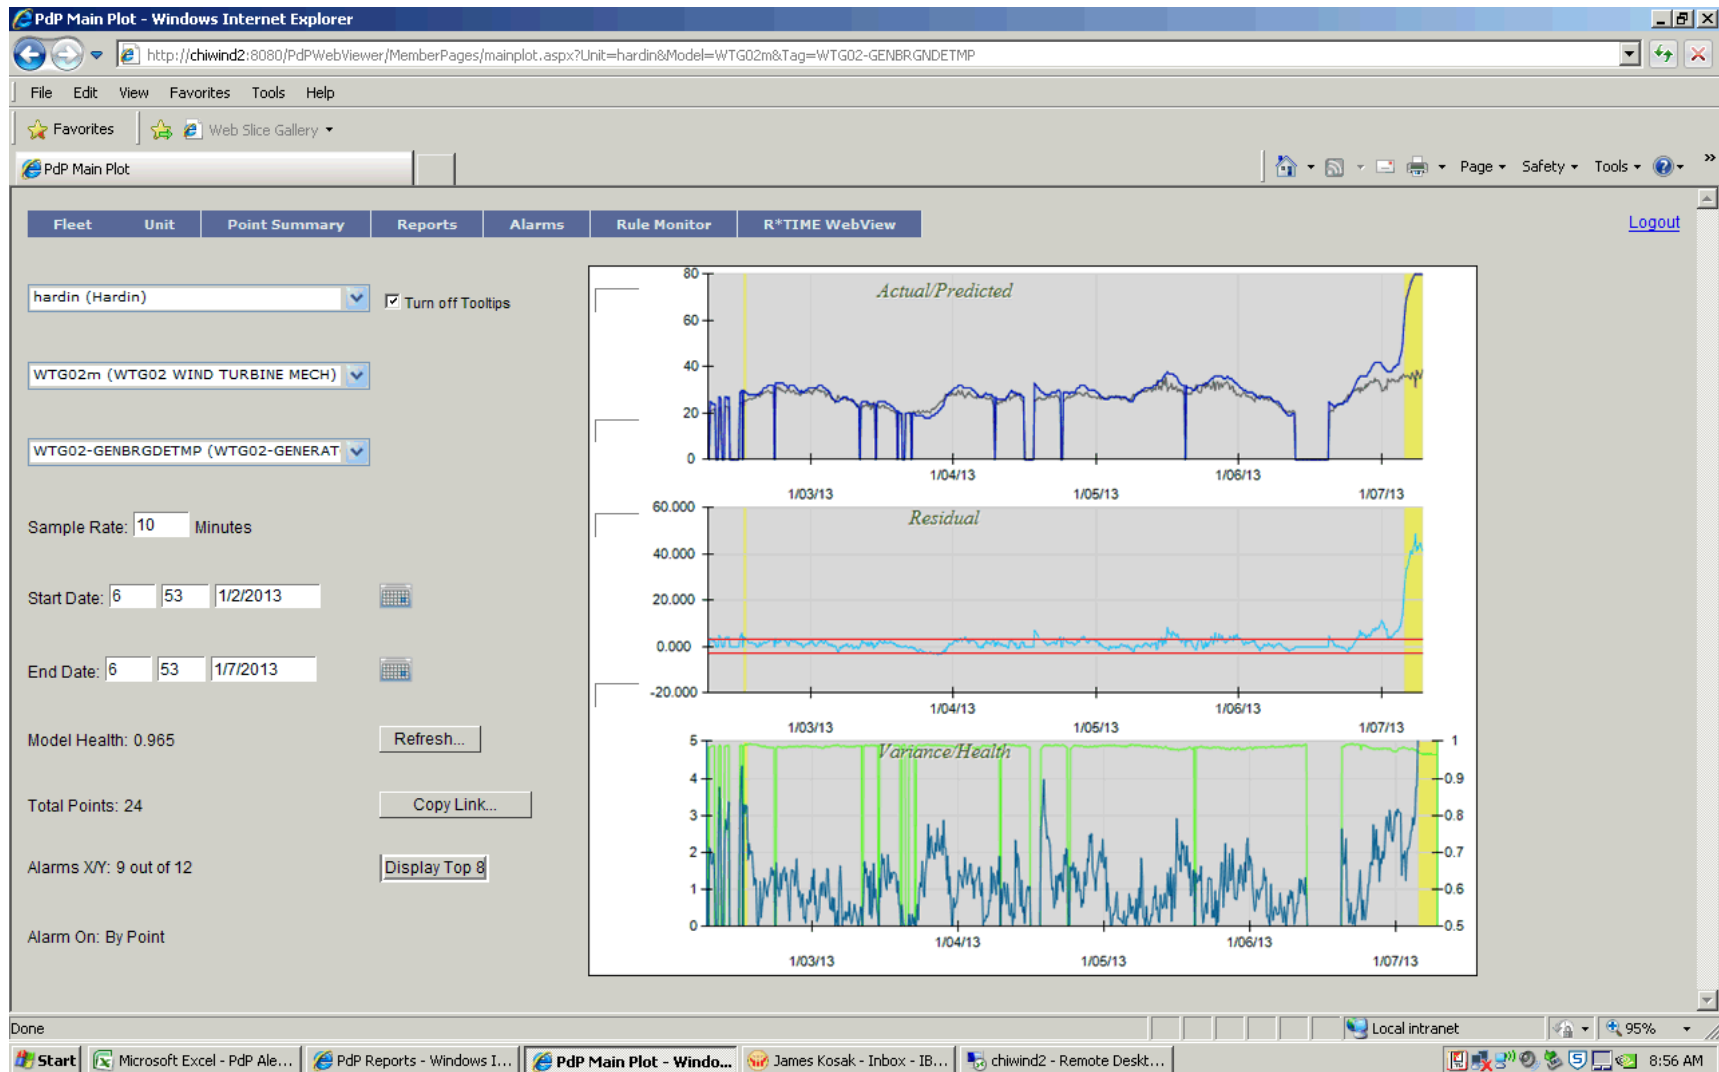 PdP Main Plot - Windows Internet Explorer
http://chiwind2:8080/PdPWebViewer/MemberPages/mainplot.aspx?Unit=hardin&Model=WTG02m&Tag=WTG02-GENBRGNDETMP
File Edit View Favorites Tools Help
Favorites Web Slice Gallery
PdP Main Plot Page Safety Tools »
Fleet Unit Point Summary Reports Alarms Rule Monitor R*TIME WebView Logout
hardin (Hardin) Turn off Tooltips
WTG02m (WTG02 WIND TURBINE MECH)
WTG02-GENBRGDETMP (WTG02-GENERAT
Sample Rate: 10 Minutes
Start Date: 6 53 1/2/2013
End Date: 6 53 1/7/2013
Model Health: 0.965 Refresh...
Total Points: 24 Copy Link...
Alarms X/Y: 9 out of 12 Display Top 8
Alarm On: By Point
Actual/Predicted
80
60
40
20
0
1/04/13 1/06/13
1/03/13 1/05/13 1/07/13
Residual
60.000
40.000
20.000
0.000
-20.000
1/04/13 1/06/13
1/03/13 1/05/13 1/07/13
Variance/Health
5 1
4 0.9
3 0.8
2 0.7
1 0.6
0 0.5
1/04/13 1/06/13
1/03/13 1/05/13 1/07/13
Done Local intranet 95%
Start Microsoft Excel - PdP Ale... PdP Reports - Windows I... PdP Main Plot - Windo... James Kosak - Inbox - IB... chiwind2 - Remote Deskt... 8:56 AM